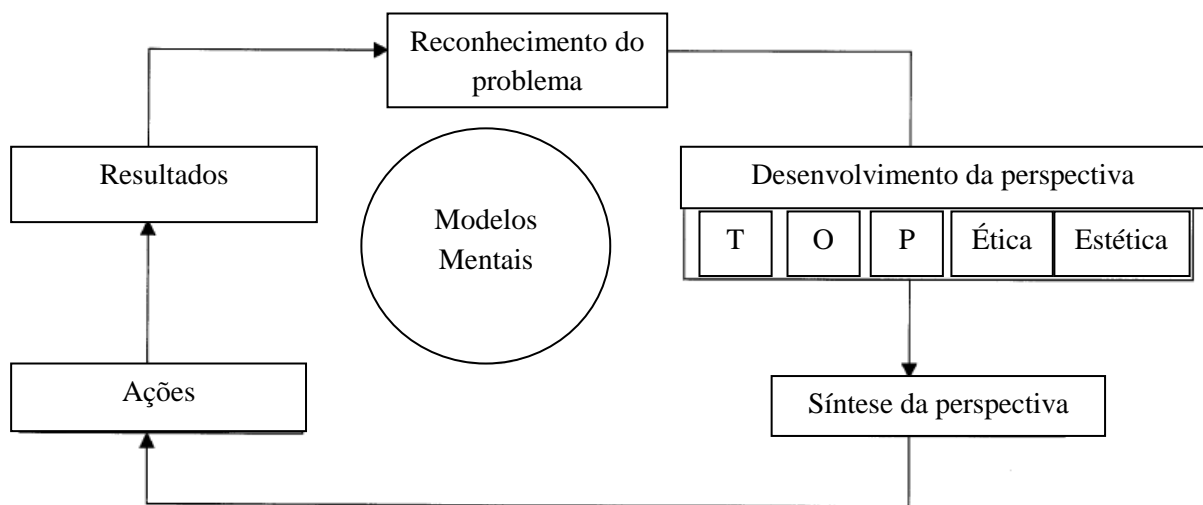 Reconhecimento do
problema
Resultados
Desenvolvimento da perspectiva
T
O
P
Ética
Estética
Modelos
Mentais
Ações
Síntese da perspectiva